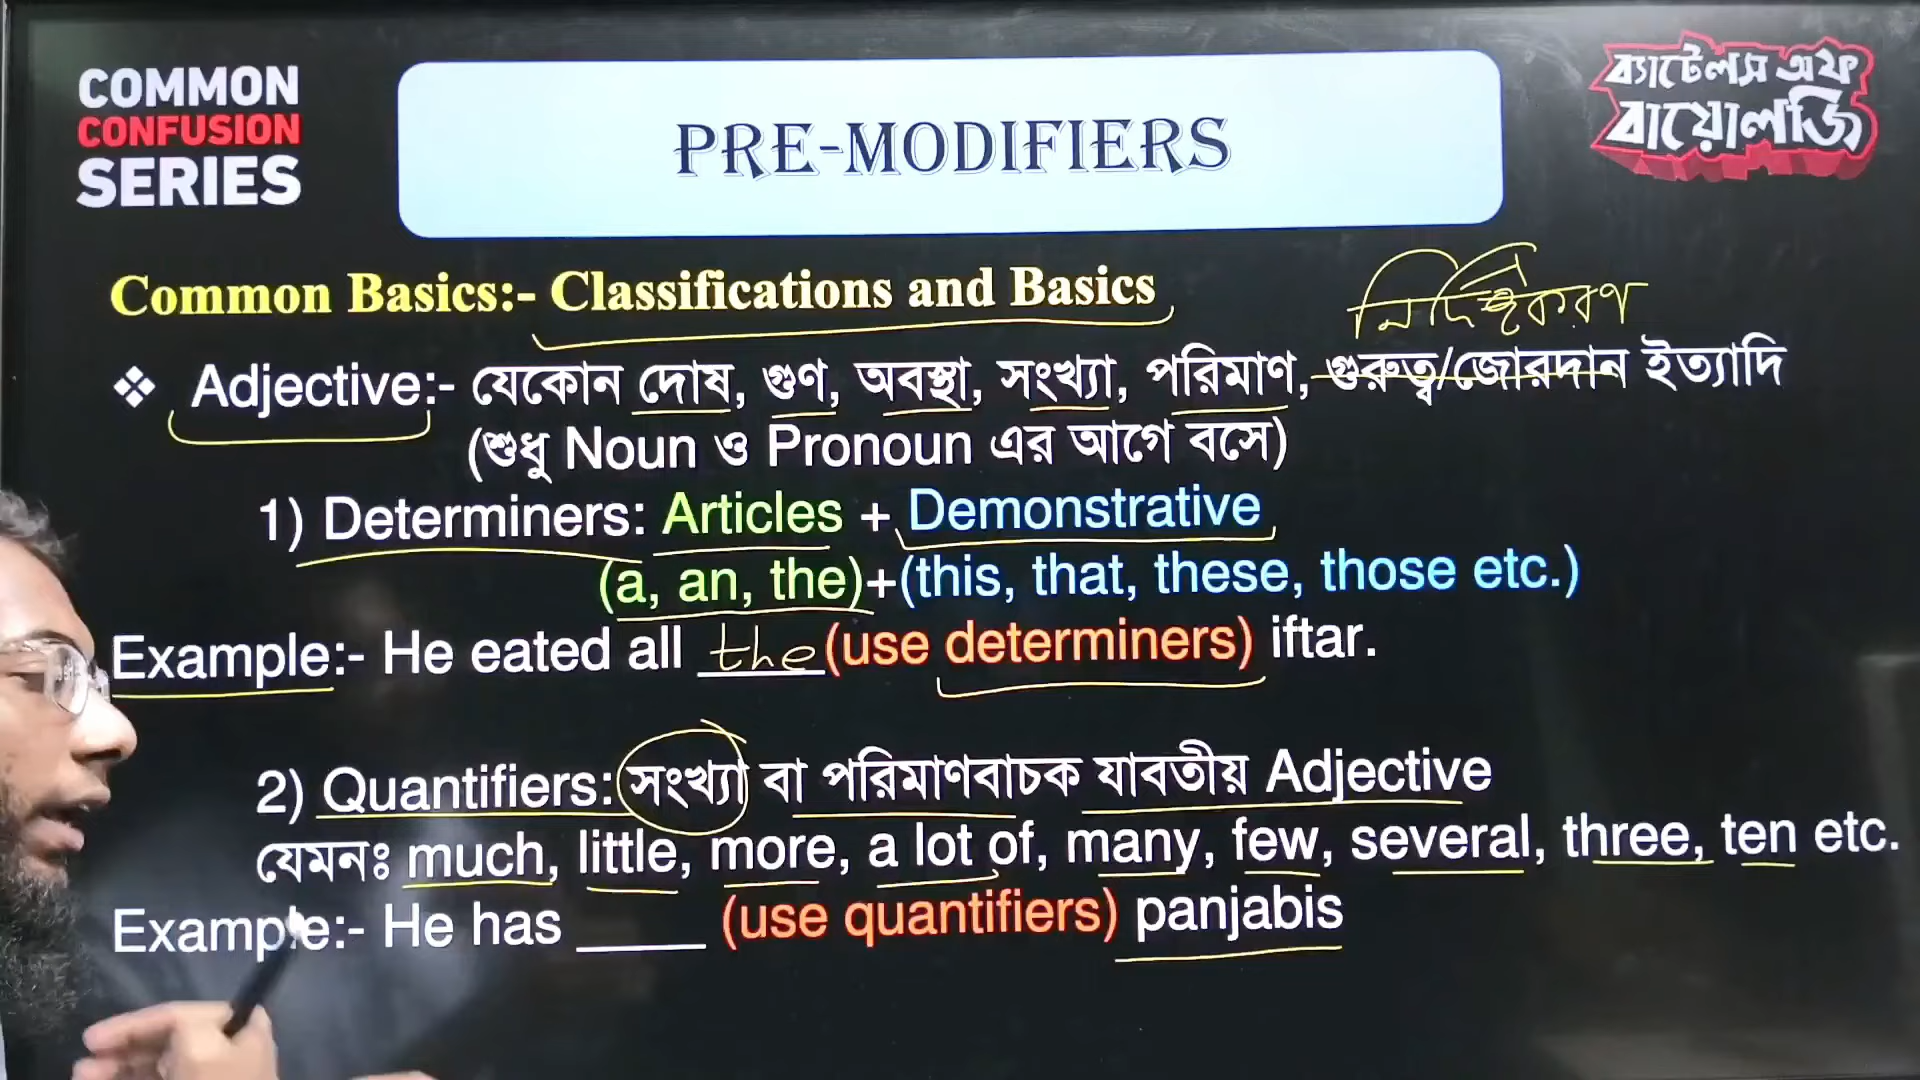 COMMON
CONFUSION
SERIES
PRE-MODIFIERS
ব্যাটেলস অফ
বায়োলজি
Common Basics:- Classifications and Basics
নির্দিষ্টকরণ
❖ Adjective:- যেকোন দোষ, গুণ, অবস্থা, সংখ্যা, পরিমাণ, গুরুত্ব/জোরদান ইত্যাদি
(শুধু Noun ও Pronoun এর আগে বসে)
1) Determiners: Articles + Demonstrative
(a, an, the)+(this, that, these, those etc.)
Example:- He eated all the (use determiners) iftar.
2) Quantifiers: সংখ্যা বা পরিমাণবাচক যাবতীয় Adjective
যেমনঃ much, little, more, a lot of, many, few, several, three, ten etc.
Example:- He has _____ (use quantifiers) panjabis